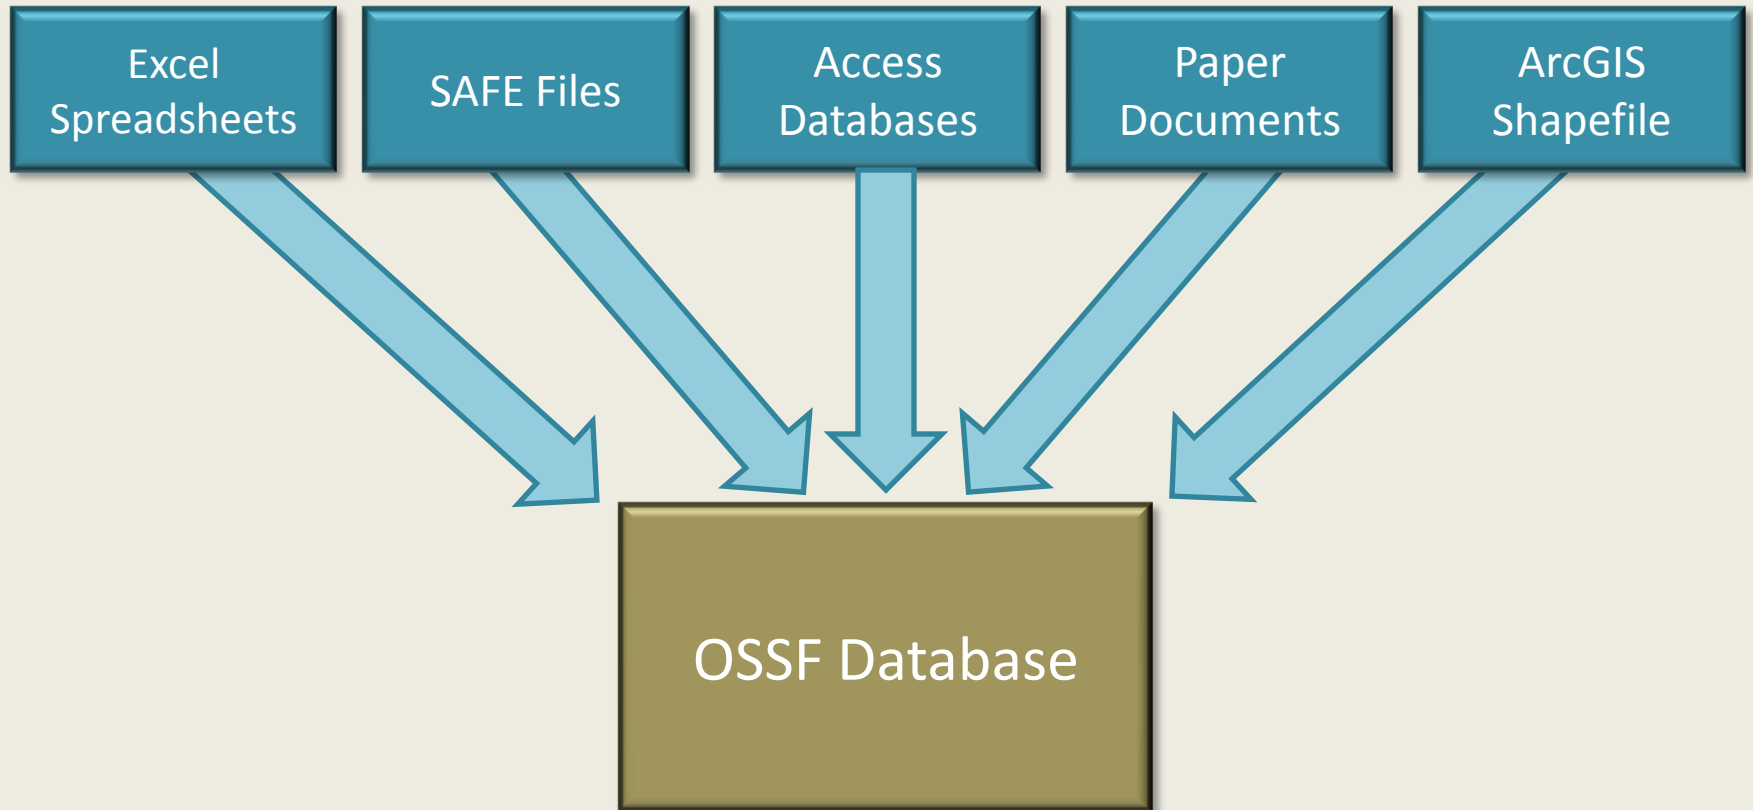 Excel
Spreadsheets
SAFE Files
Access
Databases
Paper
Documents
ArcGIS
Shapefile
OSSF Database